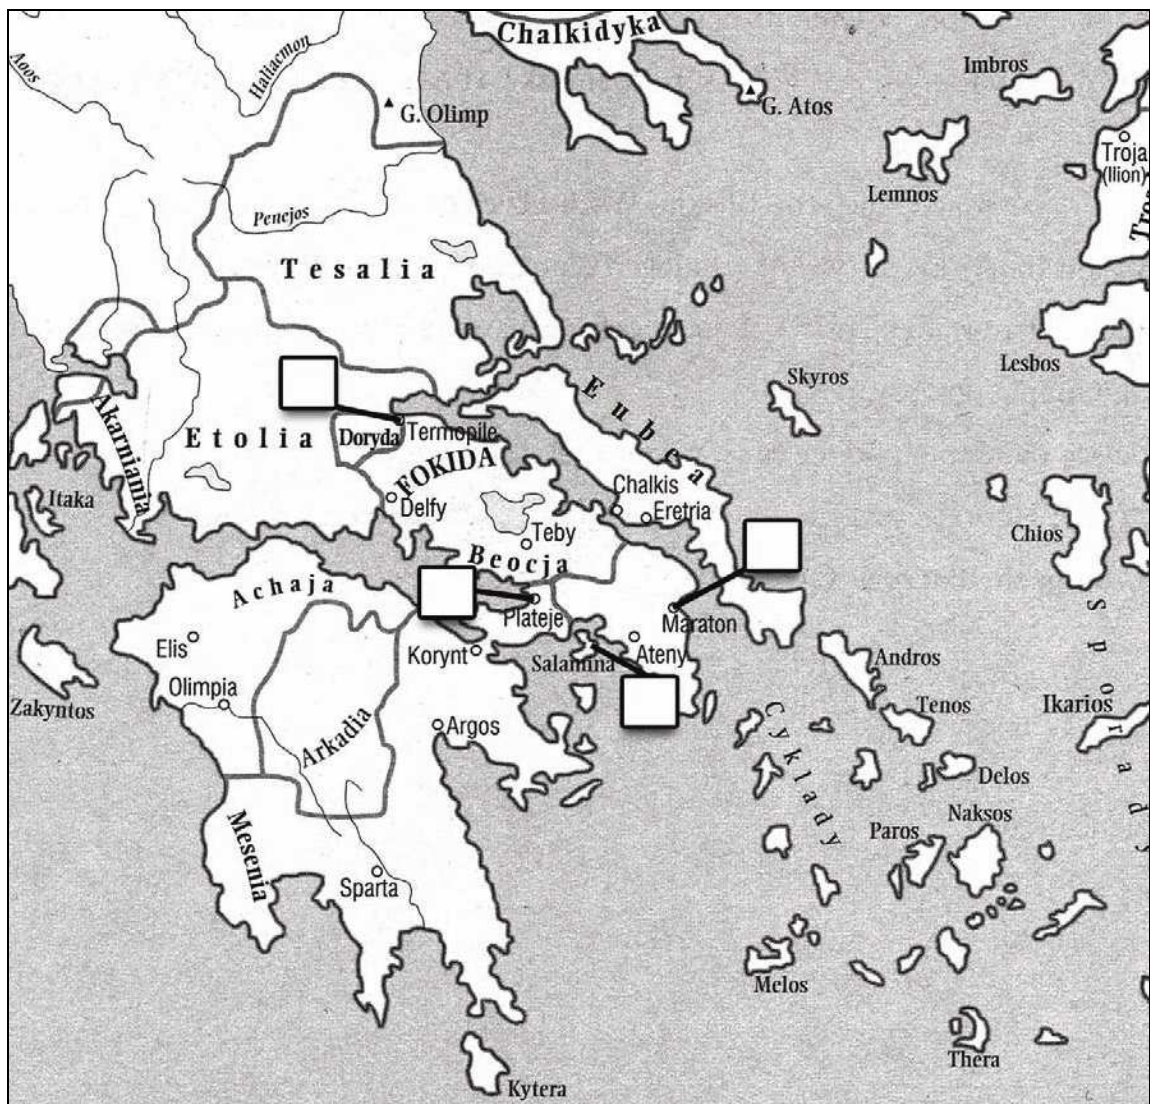 Chalkidyka
Aoos
Haliacmon
Imbros
G. Olimp
G. Atos
Troja
(Ilion)
Lemnos
Penejos
Tesalia
Lesbos
Skyros
Eubea
Akarniania
Etolia
Doryda
Termopile
FOKIDA
Chalkis
Itaka
Delfy
Eretria
Chios
Teby
Beocja
Achaja
Plateje
Maraton
Sporady
Elis
Korynt
Salamina
Ateny
Andros
Zakyntos
Olimpia
Tenos
Ikarios
Arkadia
Argos
Cyklady
Delos
Mesenia
Paros
Naksos
Sparta
Melos
Thera
Kytera